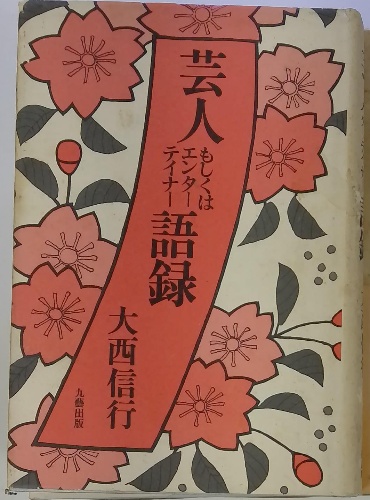 芸人
もしくは
エンター
テイナー
語録
大西信行
九藝出版